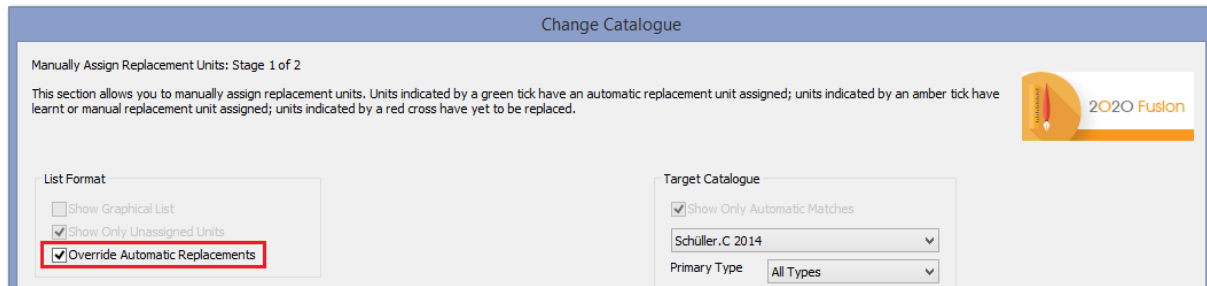 Change Catalogue
Manually Assign Replacement Units: Stage 1 of 2
This section allows you to manually assign replacement units. Units indicated by a green tick have an automatic replacement unit assigned; units indicated by an amber tick have
learnt or manual replacement unit assigned; units indicated by a red cross have yet to be replaced.
2020 Fusion
List Format
Show Graphical List
Show Only Unassigned Units
Override Automatic Replacements
Target Catalogue
Show Only Automatic Matches
Schüller.C 2014
Primary Type All Types